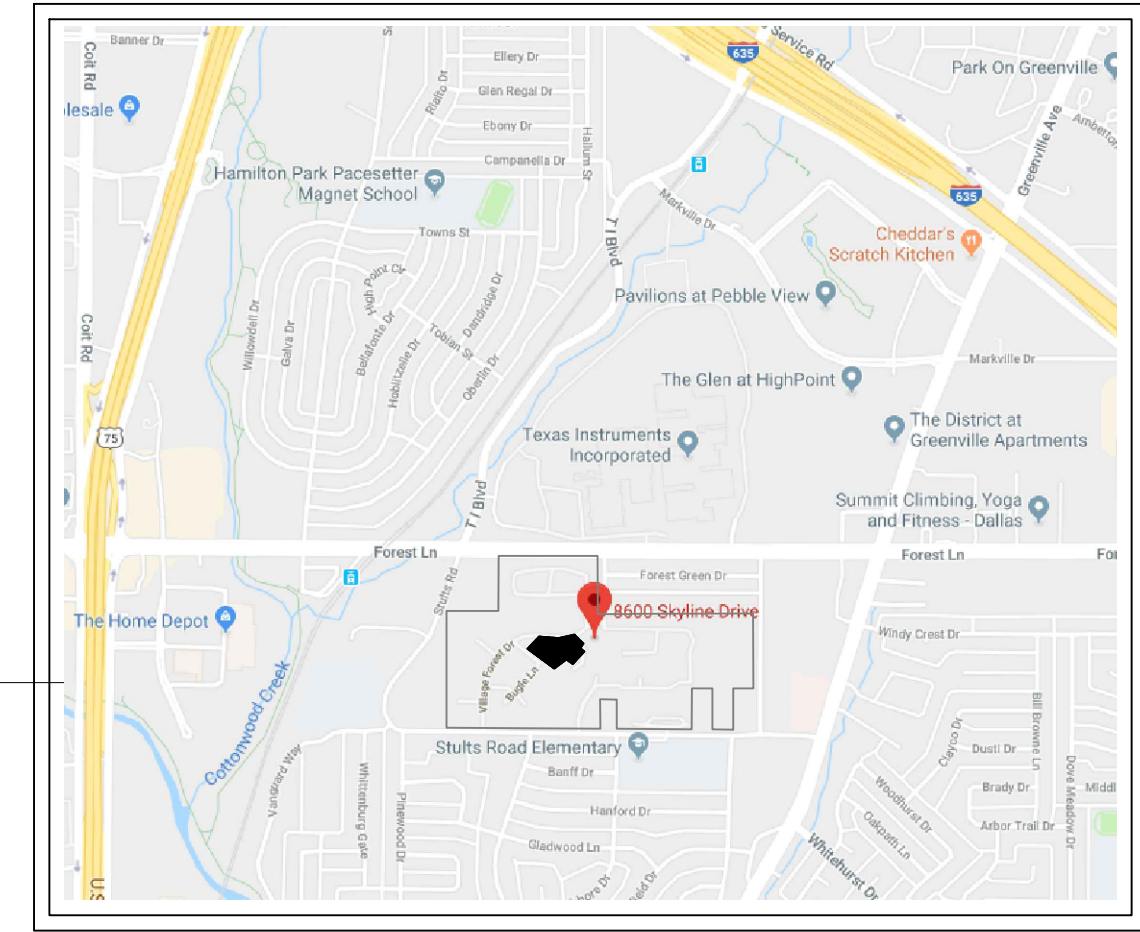 Coit Rd
Banner Dr
olesale
Rialto Dr
Ellery Dr
Glen Regal Dr
Ebony Dr
Campanella Dr
Hallum St
635
Service Rd
Park On Greenville
Greenville Ave
Hamilton Park Pacesetter
Magnet School
Markville Dr
635
Towns St
T I Blvd
Cheddar's
Scratch Kitchen
High Point Cir
Dandridge Dr
Pavilions at Pebble View
Coit Rd
Willowdell Dr
Galva Dr
Bellafonte Dr
Hoblitzelle Dr
Tobian St
Oberlin Dr
Markville Dr
The Glen at HighPoint
75
Texas Instruments
Incorporated
The District at
Greenville Apartments
T I Blvd
Summit Climbing, Yoga
and Fitness - Dallas
Forest Ln
Forest Ln
Stults Rd
Forest Green Dr
8600 Skyline Drive
The Home Depot
Windy Crest Dr
Village Forest Dr
Bugle Ln
Cottonwood Creek
Stults Road Elementary
Clayco Dr
Bill Browne Ln
Dusti Dr
Vanguard Way
Whittenburg Gate
Pinewood Dr
Banff Dr
Woodhurst Dr
Brady Dr
Dove Meadow Dr
Middl
Hanford Dr
Oakpath Ln
Arbor Trail Dr
Gladwood Ln
Whitehurst Dr
U.S